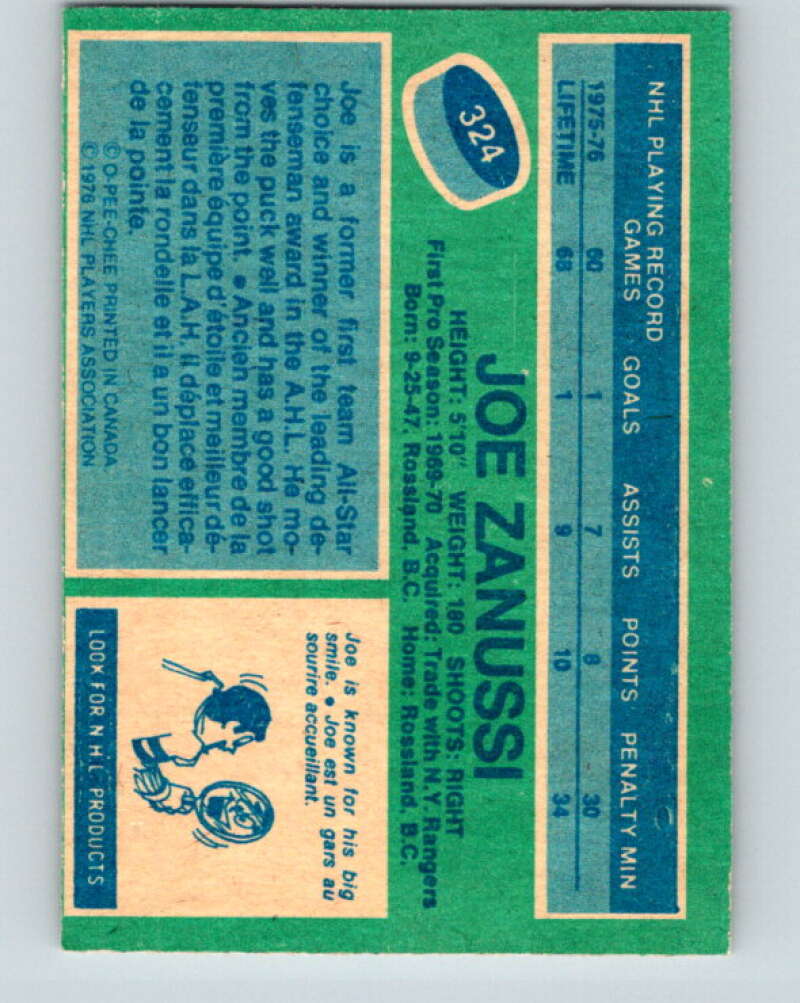 NHL PLAYING RECORD
GAMES GOALS ASSISTS POINTS PENALTY MIN
1975-76 60 1 7 8 30
LIFETIME 68 1 9 10 34
324
JOE ZANUSSI
HEIGHT: 5'10" WEIGHT: 180 SHOOTS: RIGHT
First Pro Season: 1969-70 Acquired: Trade with N.Y. Rangers
Born: 9-25-47, Rossland, B.C. Home: Rossland, B.C.
Joe is a former first team All-Star
choice and winner of the leading de-
fenseman award in the A.H.L. He mo-
ves the puck well and has a good shot
from the point. • Ancien membre de la
première équipe d'étoile et meilleur dé-
fenseur dans la L.A.H. Il déplace effica-
cement la rondelle et il a un bon lancer
de la pointe.
© O-PEE-CHEE PRINTED IN CANADA
© 1976 NHL PLAYERS ASSOCIATION
Joe is known for his big
smile. • Joe est un gars au
sourire accueillant.
LOOK FOR N.H.L. PRODUCTS